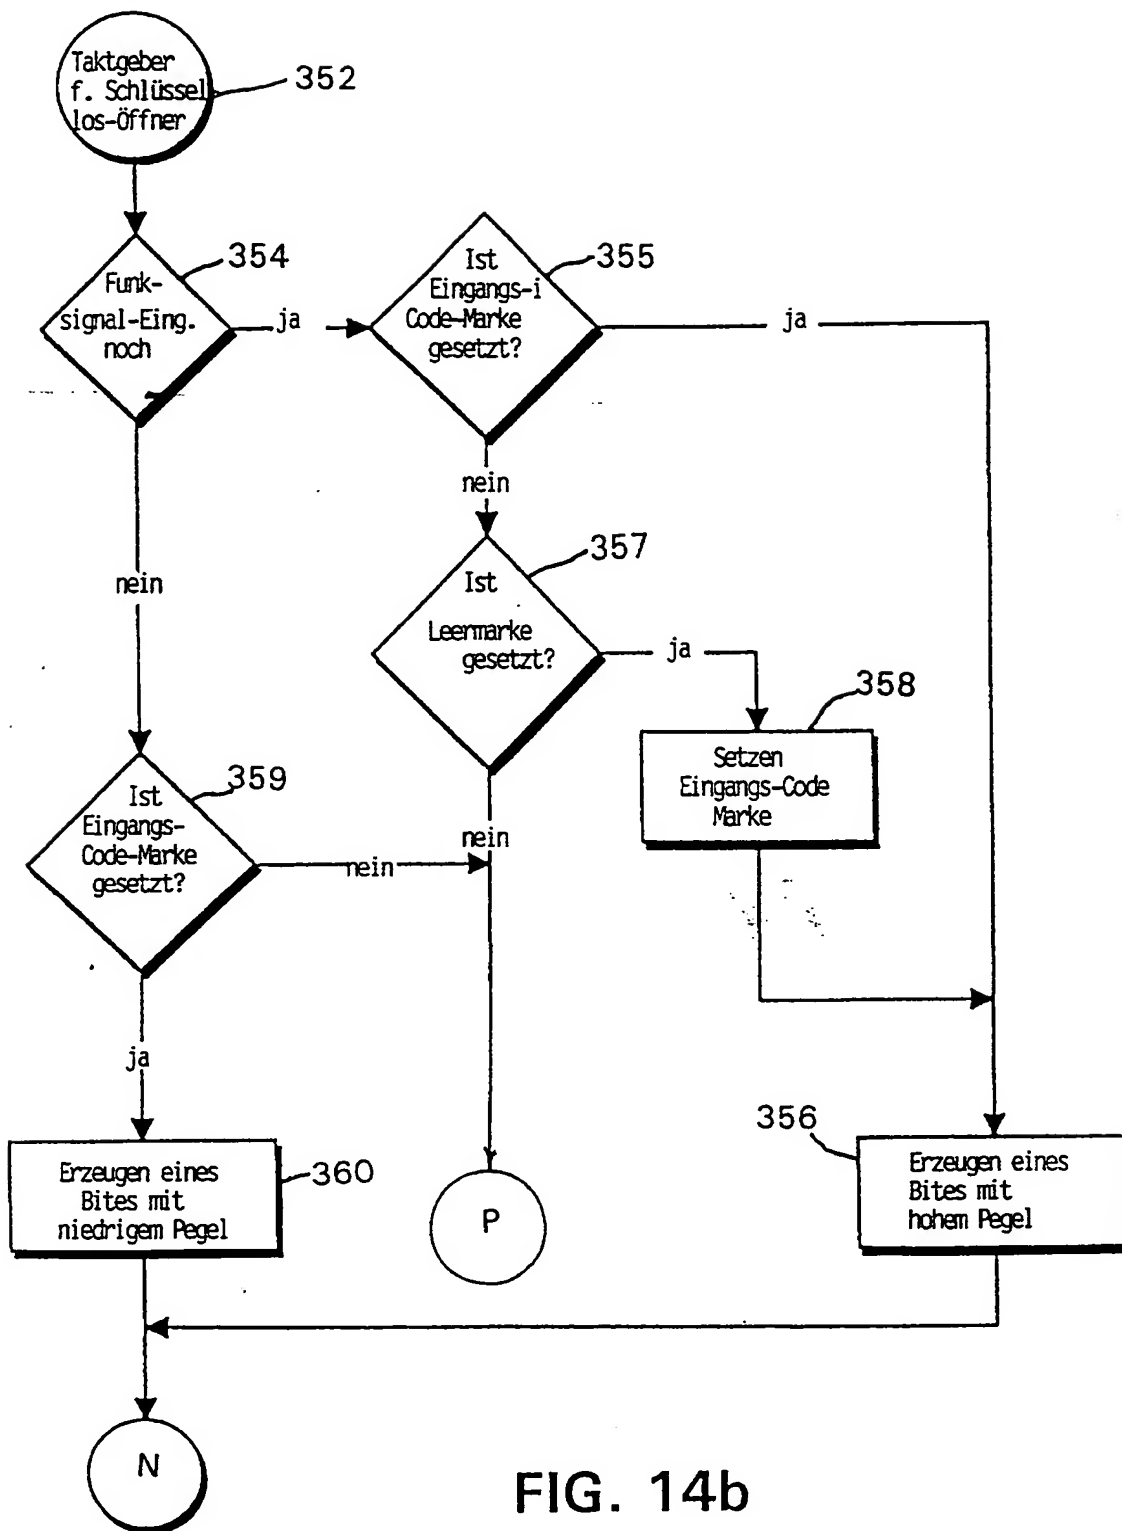 Taktgeber
f. Schlüssel
los-Öffner
352
354
Funk-
signal-Eing.
noch
ja
355
Ist
Eingangs-i
Code-Marke
gesetzt?
ja
nein
nein
357
Ist
Leermarke
gesetzt?
ja
358
Setzen
Eingangs-Code
Marke
359
Ist
Eingangs-
Code-Marke
gesetzt?
nein
nein
ja
360
Erzeugen eines
Bites mit
niedrigem Pegel
P
356
Erzeugen eines
Bites mit
hohem Pegel
N
FIG. 14b